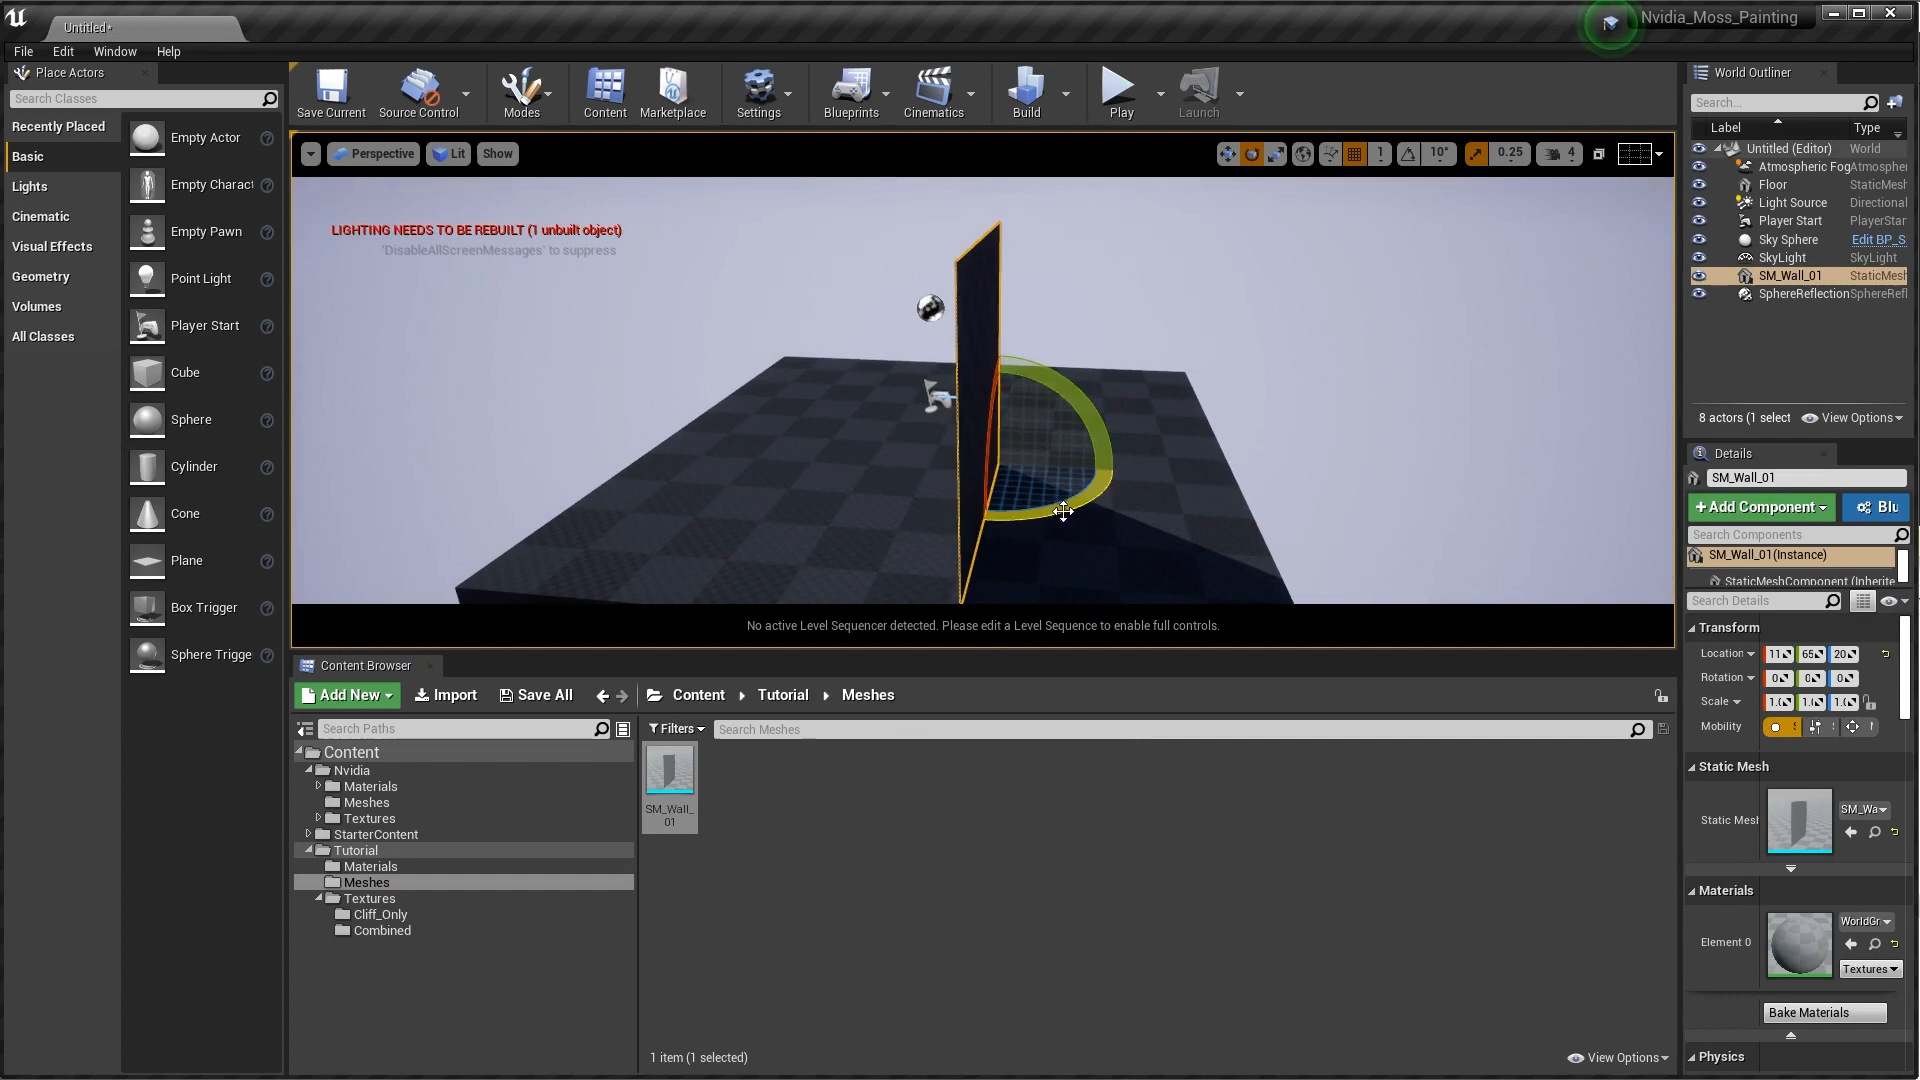 Untitled*
Nvidia_Moss_Painting
File Edit Window Help
Place Actors
Search Classes
Recently Placed
Basic
Lights
Cinematic
Visual Effects
Geometry
Volumes
All Classes
Empty Actor
Empty Charact
Empty Pawn
Point Light
Player Start
Cube
Sphere
Cylinder
Cone
Plane
Box Trigger
Sphere Trigge
Save Current
Source Control
Modes
Content
Marketplace
Settings
Blueprints
Cinematics
Build
Play
Launch
Perspective Lit Show
1 10° 0.25 4
LIGHTING NEEDS TO BE REBUILT (1 unbuilt object)
'DisableAllScreenMessages' to suppress
No active Level Sequencer detected. Please edit a Level Sequence to enable full controls.
Content Browser
Add New Import Save All Content Tutorial Meshes
Search Paths
Filters Search Meshes
Content
Nvidia
Materials
Meshes
Textures
StarterContent
Tutorial
Materials
Meshes
Textures
Cliff_Only
Combined
SM_Wall_
01
1 item (1 selected)
View Options
World Outliner
Search...
Label Type
Untitled (Editor) World
Atmospheric Fog Atmosphe
Floor StaticMesh
Light Source Directional
Player Start PlayerStar
Sky Sphere Edit BP_S
SkyLight SkyLight
SM_Wall_01 StaticMesh
SphereReflection SphereRefl
8 actors (1 select View Options
Details
SM_Wall_01
+Add Component Blu
Search Components
SM_Wall_01(Instance)
StaticMeshComponent (Inherite
Search Details
Transform
Location 11 65 20
Rotation 0 0 0
Scale 1.0 1.0 1.0
Mobility
Static Mesh
Static Mesh SM_Wa
Materials
Element 0 WorldGr
Textures
Bake Materials
Physics